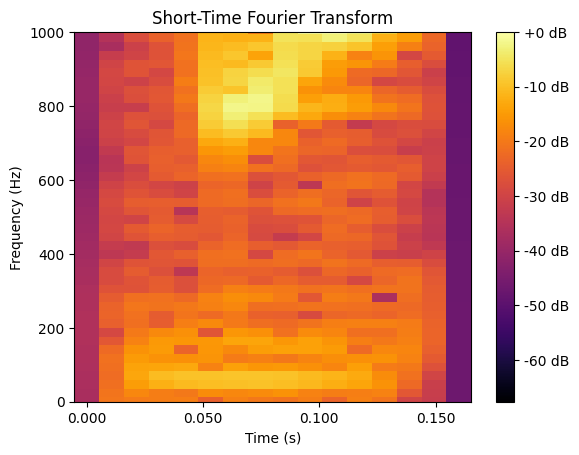 Short-Time Fourier Transform
1000
800
600
400
200
0
Frequency (Hz)
0.000
0.050
0.100
0.150
Time (s)
+0 dB
-10 dB
-20 dB
-30 dB
-40 dB
-50 dB
-60 dB